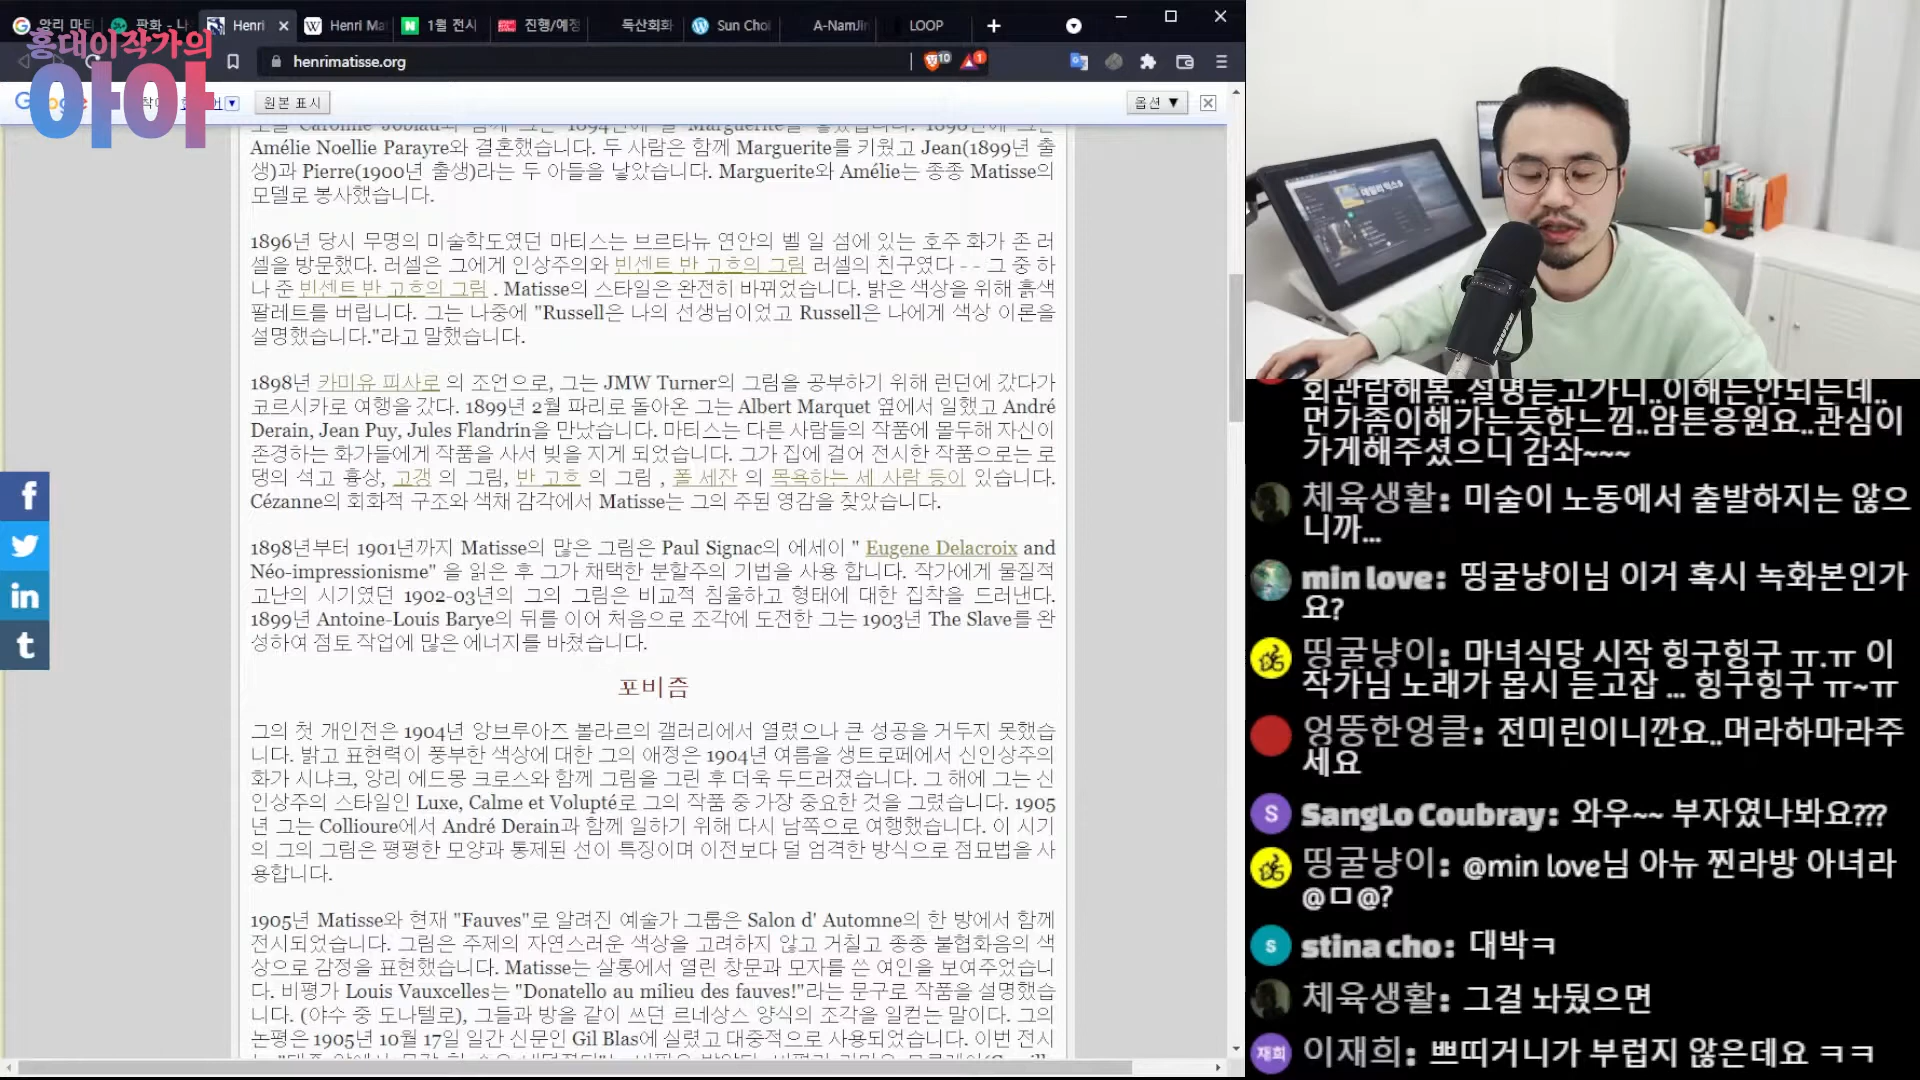 앙리 마티
판화 - 나
Henri
Henri Mat
1월 전시
진행/예정
독산회화
Sun Choi
A-NamJin
LOOP
홍대이작가의
아아
henrimatisse.org
10
1
원본 표시
옵션 ▼
Amélie Noellie Parayre와 결혼했습니다. 두 사람은 함께 Marguerite를 키웠고 Jean(1899년 출
생)과 Pierre(1900년 출생)라는 두 아들을 낳았습니다. Marguerite와 Amélie는 종종 Matisse의
모델로 봉사했습니다.
1896년 당시 무명의 미술학도였던 마티스는 브르타뉴 연안의 벨 일 섬에 있는 호주 화가 존 러
셀을 방문했다. 러셀은 그에게 인상주의와 빈센트 반 고흐의 그림 러셀의 친구였다 - - 그 중 하
나 준 빈센트 반 고흐의 그림 . Matisse의 스타일은 완전히 바뀌었습니다. 밝은 색상을 위해 흙색
팔레트를 버립니다. 그는 나중에 "Russell은 나의 선생님이었고 Russell은 나에게 색상 이론을
설명했습니다."라고 말했습니다.
1898년 카미유 피사로 의 조언으로, 그는 JMW Turner의 그림을 공부하기 위해 런던에 갔다가
코르시카로 여행을 갔다. 1899년 2월 파리로 돌아온 그는 Albert Marquet 옆에서 일했고 André
Derain, Jean Puy, Jules Flandrin을 만났습니다. 마티스는 다른 사람들의 작품에 몰두해 자신이
존경하는 화가들에게 작품을 사서 빚을 지게 되었습니다. 그가 집에 걸어 전시한 작품으로는 로
댕의 석고 흉상, 고갱 의 그림, 반 고흐 의 그림 , 폴 세잔 의 목욕하는 세 사람 등이 있습니다.
Cézanne의 회화적 구조와 색채 감각에서 Matisse는 그의 주된 영감을 찾았습니다.
1898년부터 1901년까지 Matisse의 많은 그림은 Paul Signac의 에세이 " Eugene Delacroix and
Néo-impressionisme" 을 읽은 후 그가 채택한 분할주의 기법을 사용 합니다. 작가에게 물질적
고난의 시기였던 1902-03년의 그의 그림은 비교적 침울하고 형태에 대한 집착을 드러낸다.
1899년 Antoine-Louis Barye의 뒤를 이어 처음으로 조각에 도전한 그는 1903년 The Slave를 완
성하여 점토 작업에 많은 에너지를 바쳤습니다.
포비즘
그의 첫 개인전은 1904년 앙브루아즈 볼라르의 갤러리에서 열렸으나 큰 성공을 거두지 못했습
니다. 밝고 표현력이 풍부한 색상에 대한 그의 애정은 1904년 여름을 생트로페에서 신인상주의
화가 시냐크, 앙리 에드몽 크로스와 함께 그림을 그린 후 더욱 두드러졌습니다. 그 해에 그는 신
인상주의 스타일인 Luxe, Calme et Volupté로 그의 작품 중 가장 중요한 것을 그렸습니다. 1905
년 그는 Collioure에서 André Derain과 함께 일하기 위해 다시 남쪽으로 여행했습니다. 이 시기
의 그의 그림은 평평한 모양과 통제된 선이 특징이며 이전보다 덜 엄격한 방식으로 점묘법을 사
용합니다.
1905년 Matisse와 현재 "Fauves"로 알려진 예술가 그룹은 Salon d' Automne의 한 방에서 함께
전시되었습니다. 그림은 주제의 자연스러운 색상을 고려하지 않고 거칠고 종종 불협화음의 색
상으로 감정을 표현했습니다. Matisse는 살롱에서 열린 창문과 모자를 쓴 여인을 보여주었습니
다. 비평가 Louis Vauxcelles는 "Donatello au milieu des fauves!"라는 문구로 작품을 설명했습
니다. (야수 중 도나텔로), 그들과 방을 같이 쓰던 르네상스 양식의 조각을 일컫는 말이다. 그의
논평은 1905년 10월 17일 일간 신문인 Gil Blas에 실렸고 대중적으로 사용되었습니다. 이번 전시
f
in
t
SHURE
회관람해봄..설명듣고가니..이해는안되는데..
먼가좀이해가는듯한느낌..암튼응원요..관심이
가게해주셨으니 감솨~~~
체육생활: 미술이 노동에서 출발하지는 않으
니까...
min love: 띵굴냥이님 이거 혹시 녹화본인가
요?
띵굴냥이: 마녀식당 시작 힝구힝구 ㅠ.ㅠ 이
작가님 노래가 몹시 듣고잡 ... 힝구힝구 ㅠ~ㅠ
엉뚱한엉클: 전미린이니깐요..머라하마라주
세요
S
SangLo Coubray: 와우~~ 부자였나봐요???
띵굴냥이: @min love님 아뉴 찐라방 아녀라
@ㅁ@?
s
stina cho: 대박ㅋ
체육생활: 그걸 놔뒀으면
재희
이재희: 쁘띠거니가 부럽지 않은데요 ㅋㅋ